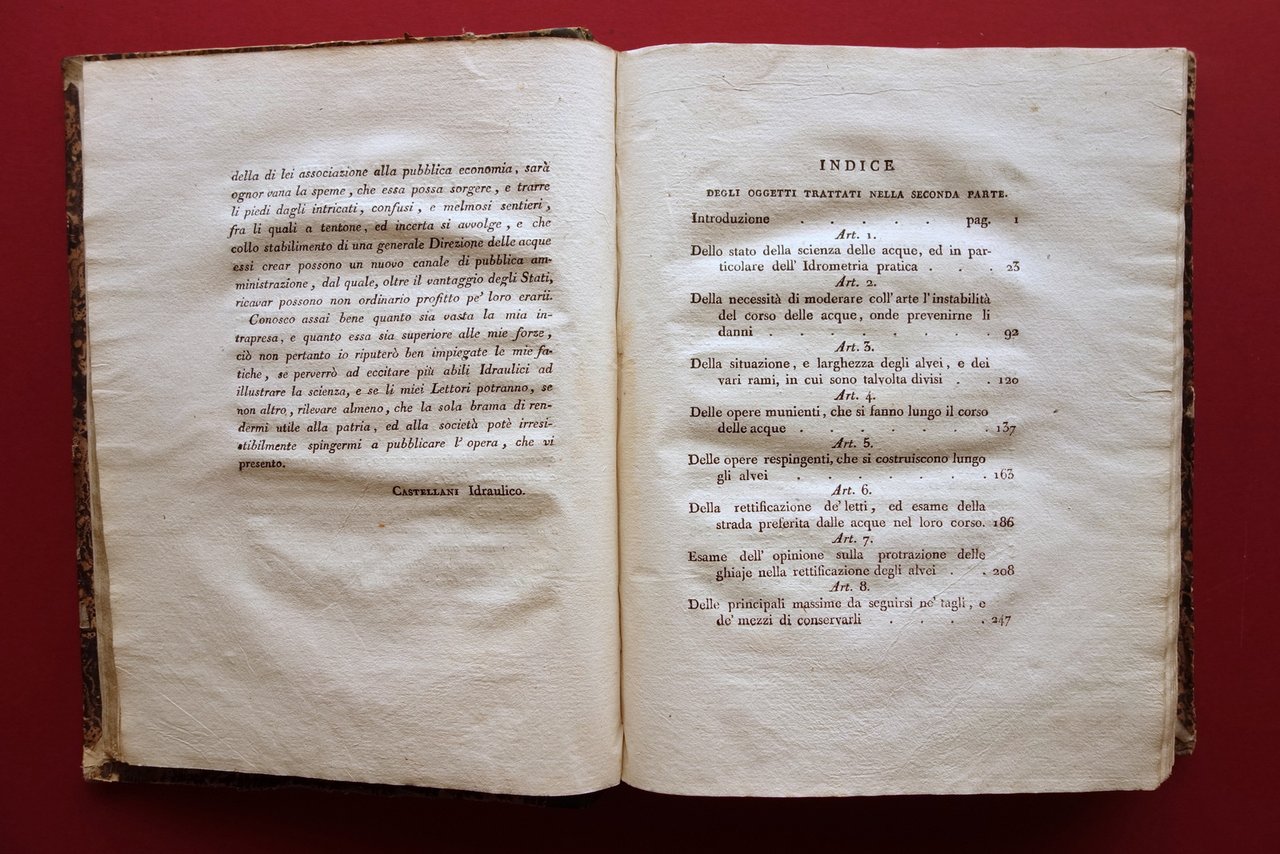 della di lei associazione alla pubblica economia, sarà
ognor vana la speme, che essa possa sorgere, e trarre
li piedi dagli intricati, confusi, e melmosi sentieri,
fra li quali a tentone, ed incerta si avvolge, e che
collo stabilimento di una generale Direzione delle acque
essi crear possono un nuovo canale di pubblica am-
ministrazione, dal quale, oltre il vantaggio degli Stati,
ricavar possono non ordinario profitto pe' loro erarii.
Conosco assai bene quanto sia vasta la mia in-
trapresa, e quanto essa sia superiore alle mie forze,
ciò non pertanto io riputerò ben impiegate le mie fa-
tiche, se perverrò ad eccitare più abili Idraulici ad
illustrare la scienza, e se li miei Lettori potranno, se
non altro, rilevare almeno, che la sola brama di ren-
dermi utile alla patria, ed alla società potè irresi-
stibilmente spingermi a pubblicare l'opera, che vi
presento.
Castellani Idraulico.
INDICE
DEGLI OGGETTI TRATTATI NELLA SECONDA PARTE.
Introduzione . . . . . pag. 1
Art. 1.
Dello stato della scienza delle acque, ed in par-
ticolare dell' Idrometria pratica . . . 23
Art. 2.
Della necessità di moderare coll' arte l'instabilità
del corso delle acque, onde prevenirne li
danni . . . . . . . . 92
Art. 3.
Della situazione, e larghezza degli alvei, e dei
vari rami, in cui sono talvolta divisi . . 120
Art. 4.
Delle opere munienti, che si fanno lungo il corso
delle acque . . . . . . . 137
Art. 5.
Delle opere respingenti, che si costruiscono lungo
gli alvei . . . . . . . 163
Art. 6.
Della rettificazione de' letti, ed esame della
strada preferita dalle acque nel loro corso. 186
Art. 7.
Esame dell' opinione sulla protrazione delle
ghiaje nella rettificazione degli alvei . . 208
Art. 8.
Delle principali massime da seguirsi ne' tagli, e
de' mezzi di conservarli . . . . 247